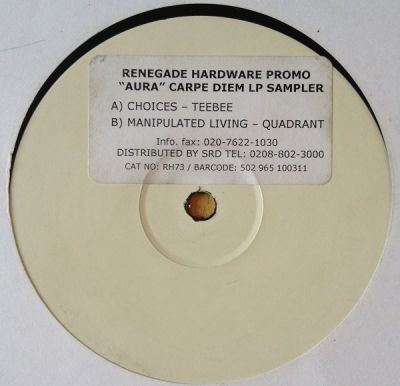 RENEGADE HARDWARE PROMO
"AURA" CARPE DIEM LP SAMPLER
A) CHOICES – TEEBEE
B) MANIPULATED LIVING – QUADRANT
Info. fax: 020-7622-1030
DISTRIBUTED BY SRD TEL: 0208-802-3000
CAT NO: RH73 / BARCODE: 502 965 100311